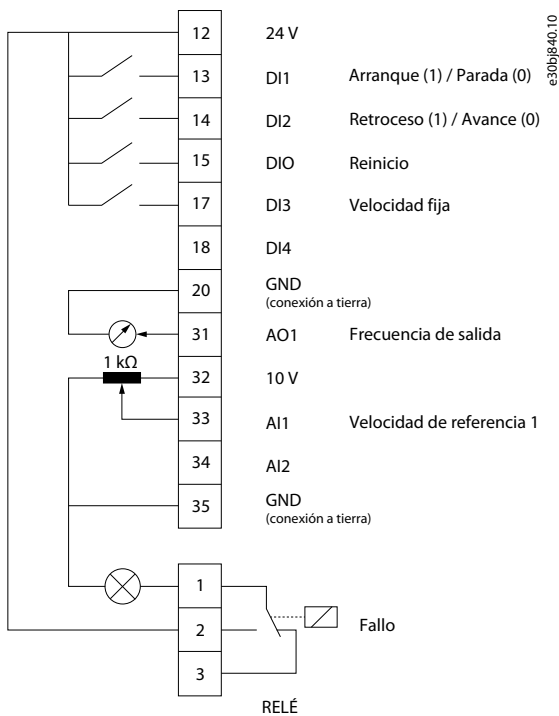 12 24 V
13 DI1 Arranque (1) / Parada (0)
14 DI2 Retroceso (1) / Avance (0)
15 DIO Reinicio
17 DI3 Velocidad fija
18 DI4
20 GND
(conexión a tierra)
31 AO1 Frecuencia de salida
1 kΩ
32 10 V
33 AI1 Velocidad de referencia 1
34 AI2
35 GND
(conexión a tierra)
1
2 Fallo
3
RELÉ
e30bj840.10